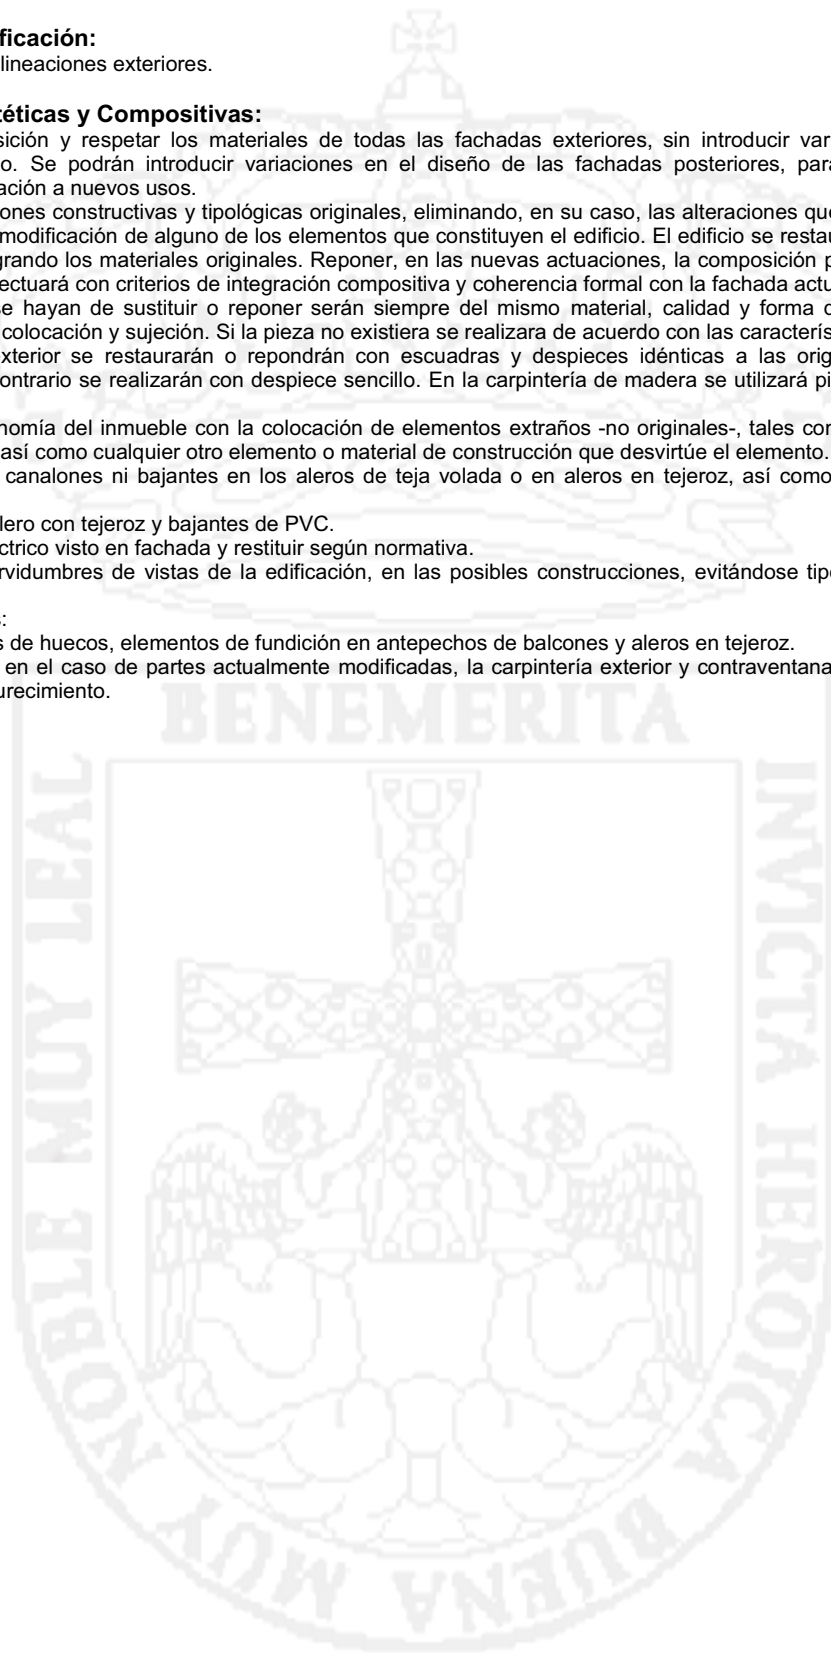 ficación:
lineaciones exteriores.
téticas y Compositivas:
sición y respetar los materiales de todas las fachadas exteriores, sin introducir var
o. Se podrán introducir variaciones en el diseño de las fachadas posteriores, para
ación a nuevos usos.
ones constructivas y tipológicas originales, eliminando, en su caso, las alteraciones que
modificación de alguno de los elementos que constituyen el edificio. El edificio se restau
grando los materiales originales. Reponer, en las nuevas actuaciones, la composición p
ectuará con criterios de integración compositiva y coherencia formal con la fachada actu
se hayan de sustituir o reponer serán siempre del mismo material, calidad y forma
colocación y sujeción. Si la pieza no existiera se realizara de acuerdo con las caracterís
xterior se restaurarán o repondrán con escuadras y despieces idénticas a las orig
ontrario se realizarán con despiece sencillo. En la carpintería de madera se utilizará pi
nomía del inmueble con la colocación de elementos extraños -no originales-, tales con
así como cualquier otro elemento o material de construcción que desvirtúe el elemento.
canalones ni bajantes en los aleros de teja volada o en aleros en tejeroz, así como
lero con tejeroz y bajantes de PVC.
ctrico visto en fachada y restituir según normativa.
rvidumbres de vistas de la edificación, en las posibles construcciones, evitándose tipo
s:
s de huecos, elementos de fundición en antepechos de balcones y aleros en tejeroz.
en el caso de partes actualmente modificadas, la carpintería exterior y contraventana
urecimiento.
BENEMERITA
MUY NOBLE MUY LEAL
INVICTA HEROICA BUENA